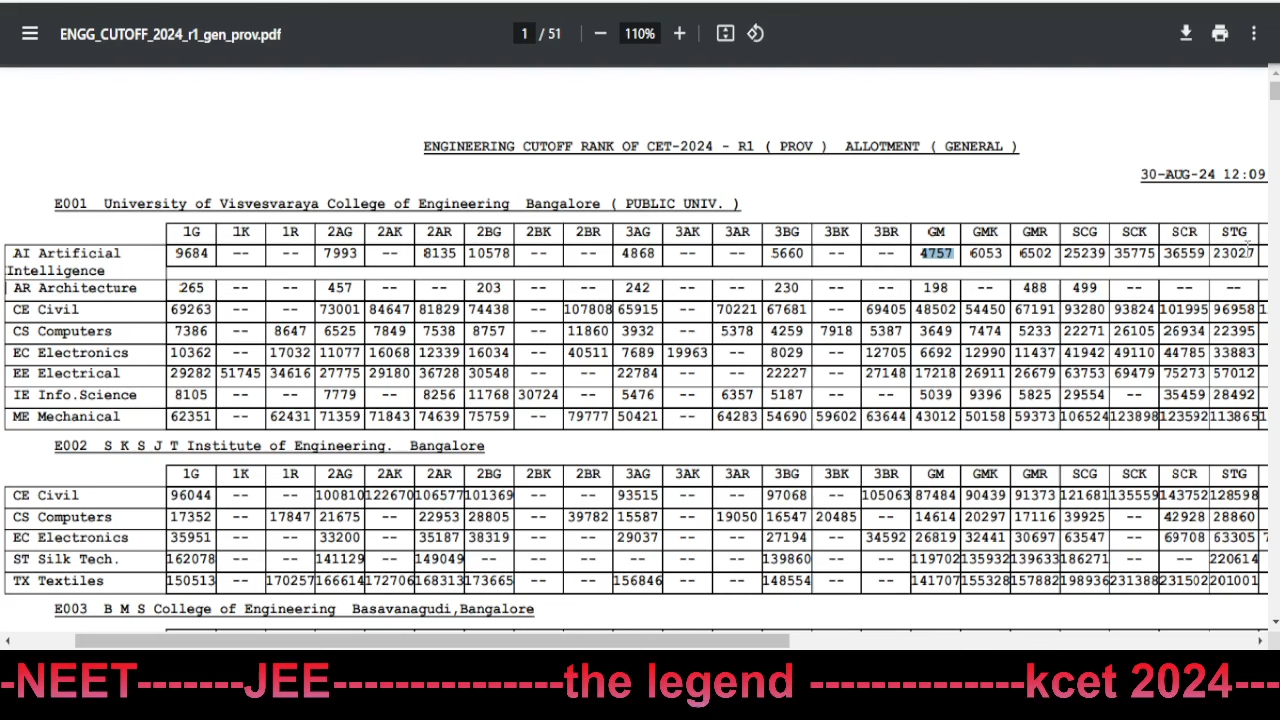 ENGG_CUTOFF_2024_r1_gen_prov.pdf 1 / 51 110%
ENGINEERING CUTOFF RANK OF CET-2024 - R1 ( PROV ) ALLOTMENT ( GENERAL )
30-AUG-24 12:09
E001 University of Visvesvaraya College of Engineering Bangalore ( PUBLIC UNIV. )
1G 1K 1R 2AG 2AK 2AR 2BG 2BK 2BR 3AG 3AK 3AR 3BG 3BK 3BR GM GMK GMR SCG SCK SCR STG
AI Artificial 9684 -- -- 7993 -- 8135 10578 -- -- 4868 -- -- 5660 -- -- 4757 6053 6502 25239 35775 36559 23027
Intelligence
AR Architecture 265 -- -- 457 -- -- 203 -- -- 242 -- -- 230 -- -- 198 -- 488 499 -- -- --
CE Civil 69263 -- -- 73001 84647 81829 74438 -- 107808 65915 -- 70221 67681 -- 69405 48502 54450 67191 93280 93824 101995 96958 1
CS Computers 7386 -- 8647 6525 7849 7538 8757 -- 11860 3932 -- 5378 4259 7918 5387 3649 7474 5233 22271 26105 26934 22395
EC Electronics 10362 -- 17032 11077 16068 12339 16034 -- 40511 7689 19963 -- 8029 -- 12705 6692 12990 11437 41942 49110 44785 33883
EE Electrical 29282 51745 34616 27775 29180 36728 30548 -- -- 22784 -- -- 22227 -- 27148 17218 26911 26679 63753 69479 75273 57012
IE Info.Science 8105 -- -- 7779 -- 8256 11768 30724 -- 5476 -- 6357 5187 -- -- 5039 9396 5825 29554 -- 35459 28492
ME Mechanical 62351 -- 62431 71359 71843 74639 75759 -- 79777 50421 -- 64283 54690 59602 63644 43012 50158 59373 106524 123898 123592 113865 1
E002 S K S J T Institute of Engineering. Bangalore
1G 1K 1R 2AG 2AK 2AR 2BG 2BK 2BR 3AG 3AK 3AR 3BG 3BK 3BR GM GMK GMR SCG SCK SCR STG
CE Civil 96044 -- -- 100810 122670 106577 101369 -- -- 93515 -- -- 97068 -- 105063 87484 90439 91373 121681 135559 143752 128598
CS Computers 17352 -- 17847 21675 -- 22953 28805 -- 39782 15587 -- 19050 16547 20485 -- 14614 20297 17116 39925 -- 42928 28860
EC Electronics 35951 -- -- 33200 -- 35187 38319 -- -- 29037 -- -- 27194 -- 34592 26819 32441 30697 63547 -- 69708 63305 7
ST Silk Tech. 162078 -- -- 141129 -- 149049 -- -- -- -- -- -- 139860 -- -- 119702 135932 139633 186271 -- -- 220614
TX Textiles 150513 -- 170257 166614 172706 168313 173665 -- -- 156846 -- -- 148554 -- -- 141707 155328 157882 198936 231388 231502 201001
E003 B M S College of Engineering Basavanagudi,Bangalore
-NEET-------JEE---------------the legend --------------kcet 2024---